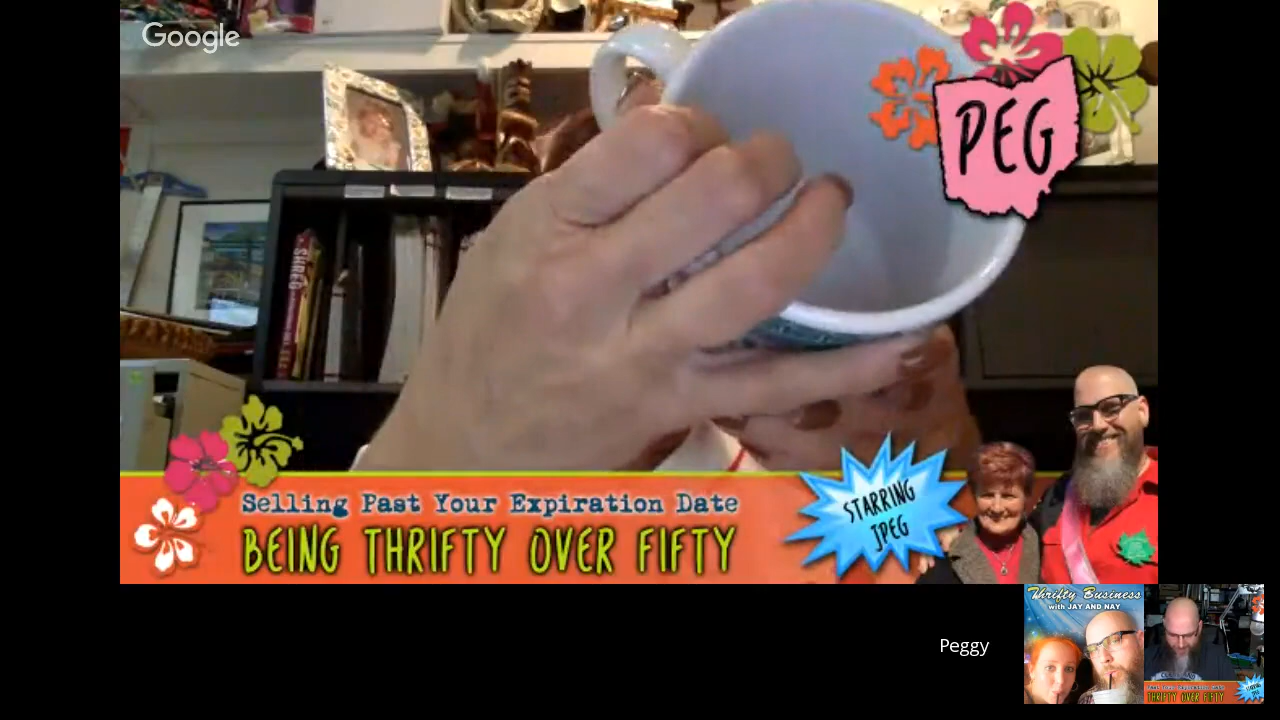 Google
PEG
SHRED
Selling Past Your Expiration Date
BEING THRIFTY OVER FIFTY
STARRING
JPEG
Peggy
Thrifty Business
with JAY AND NAY
THRIFTY OVER FIFTY